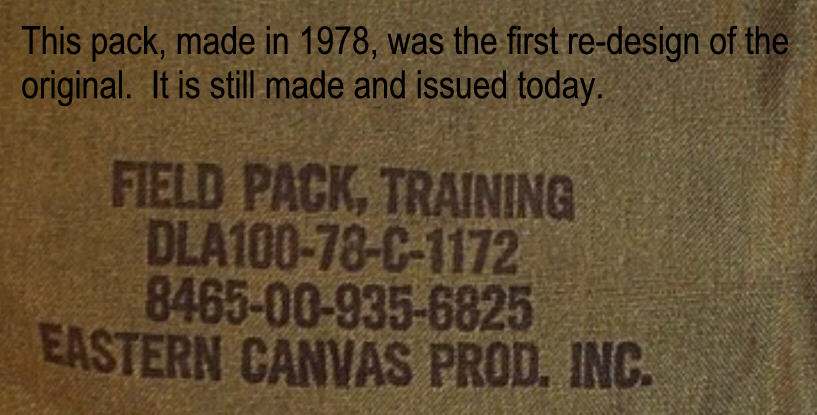 This pack, made in 1978, was the first re-design of the
original.  It is still made and issued today.
FIELD PACK, TRAINING
DLA100-78-C-1172
8465-00-935-6825
EASTERN CANVAS PROD. INC.